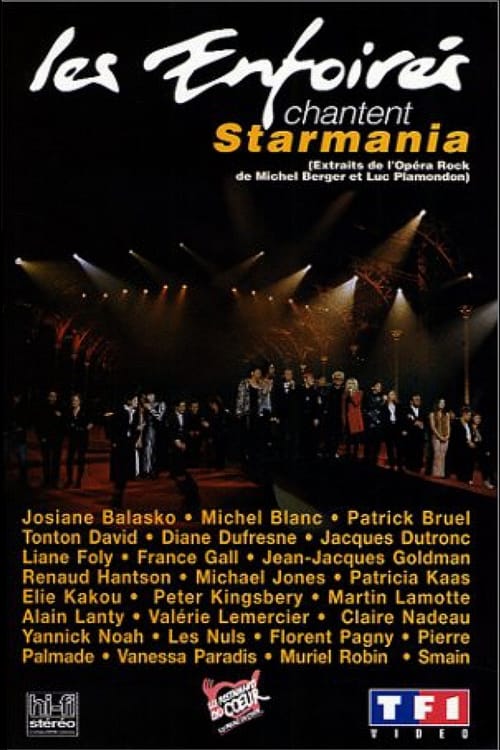 les Enfoirés
chantent
Starmania
(Extraits de l'Opéra Rock
de Michel Berger et Luc Plamondon)
Josiane Balasko • Michel Blanc • Patrick Bruel
Tonton David • Diane Dufresne • Jacques Dutronc
Liane Foly • France Gall • Jean-Jacques Goldman
Renaud Hantson • Michael Jones • Patricia Kaas
Elie Kakou • Peter Kingsbery • Martin Lamotte
Alain Lanty • Valérie Lemercier • Claire Nadeau
Yannick Noah • Les Nuls • Florent Pagny • Pierre
Palmade • Vanessa Paradis • Muriel Robin • Smain
hi-fi
stéréo
LES RESTAURANTS
DU CŒUR
TF1
VIDEO